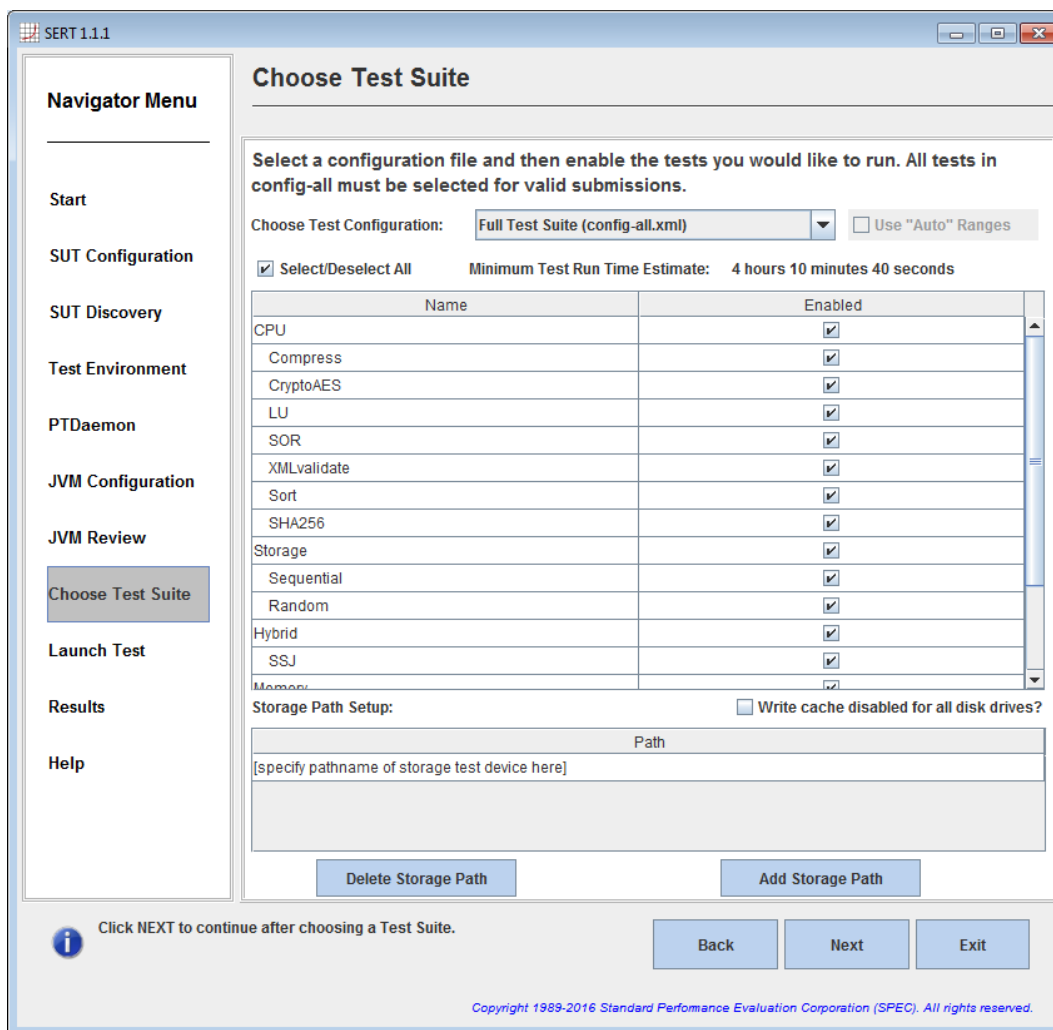 SERT 1.1.1
Navigator Menu
Start
SUT Configuration
SUT Discovery
Test Environment
PTDaemon
JVM Configuration
JVM Review
Choose Test Suite
Launch Test
Results
Help
Choose Test Suite
Select a configuration file and then enable the tests you would like to run. All tests in
config-all must be selected for valid submissions.
Choose Test Configuration: Full Test Suite (config-all.xml) Use "Auto" Ranges
Select/Deselect All Minimum Test Run Time Estimate: 4 hours 10 minutes 40 seconds
Name Enabled
CPU
Compress
CryptoAES
LU
SOR
XMLvalidate
Sort
SHA256
Storage
Sequential
Random
Hybrid
SSJ
Memory
Storage Path Setup: Write cache disabled for all disk drives?
Path
[specify pathname of storage test device here]
Delete Storage Path Add Storage Path
Click NEXT to continue after choosing a Test Suite.
Back Next Exit
Copyright 1989-2016 Standard Perfomance Evaluation Corporation (SPEC). All rights reserved.